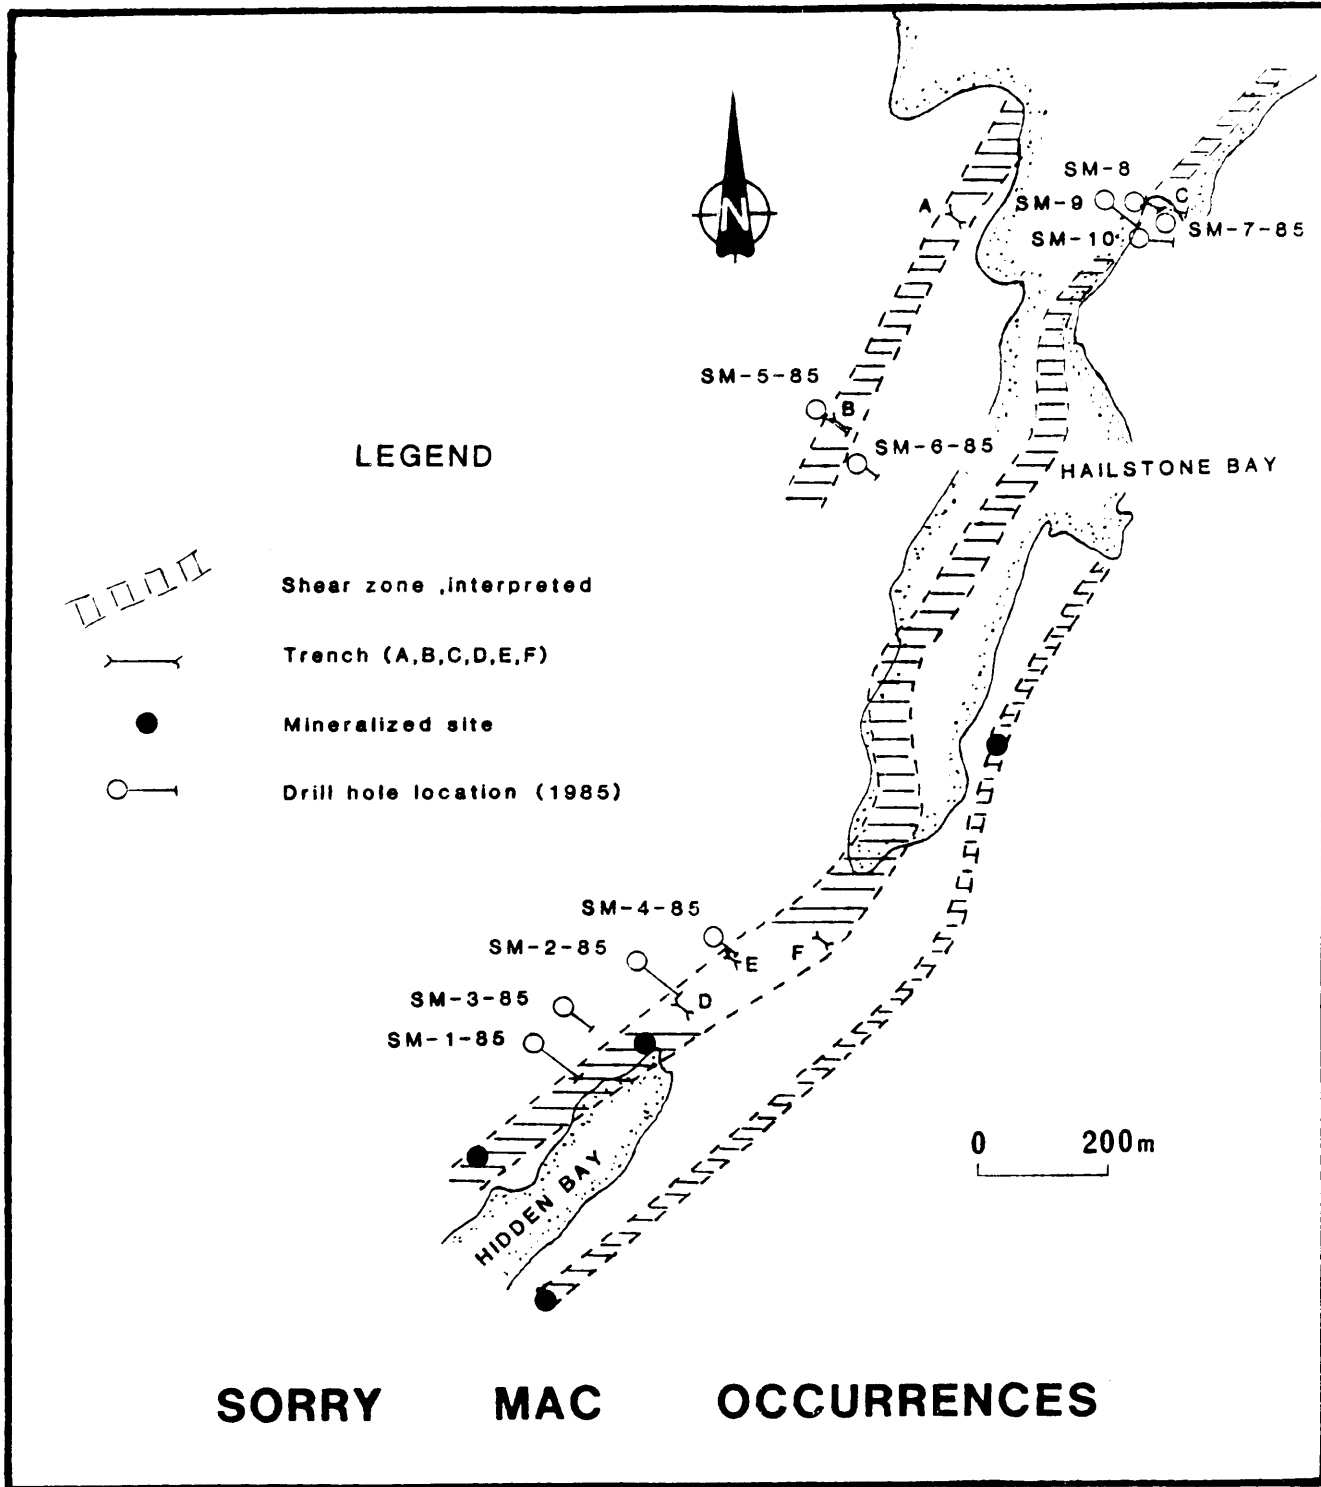 SM-8
A
C
SM-9
N
SM-7-85
SM-10
SM-5-85
B
SM-6-85
LEGEND
HAILSTONE BAY
Shear zone ,interpreted
Trench (A,B,C,D,E,F)
Mineralized site
Drill hole location (1985)
SM-4-85
SM-2-85
F
E
SM-3-85
D
SM-1-85
0 200m
HIDDEN BAY
SORRY MAC OCCURRENCES